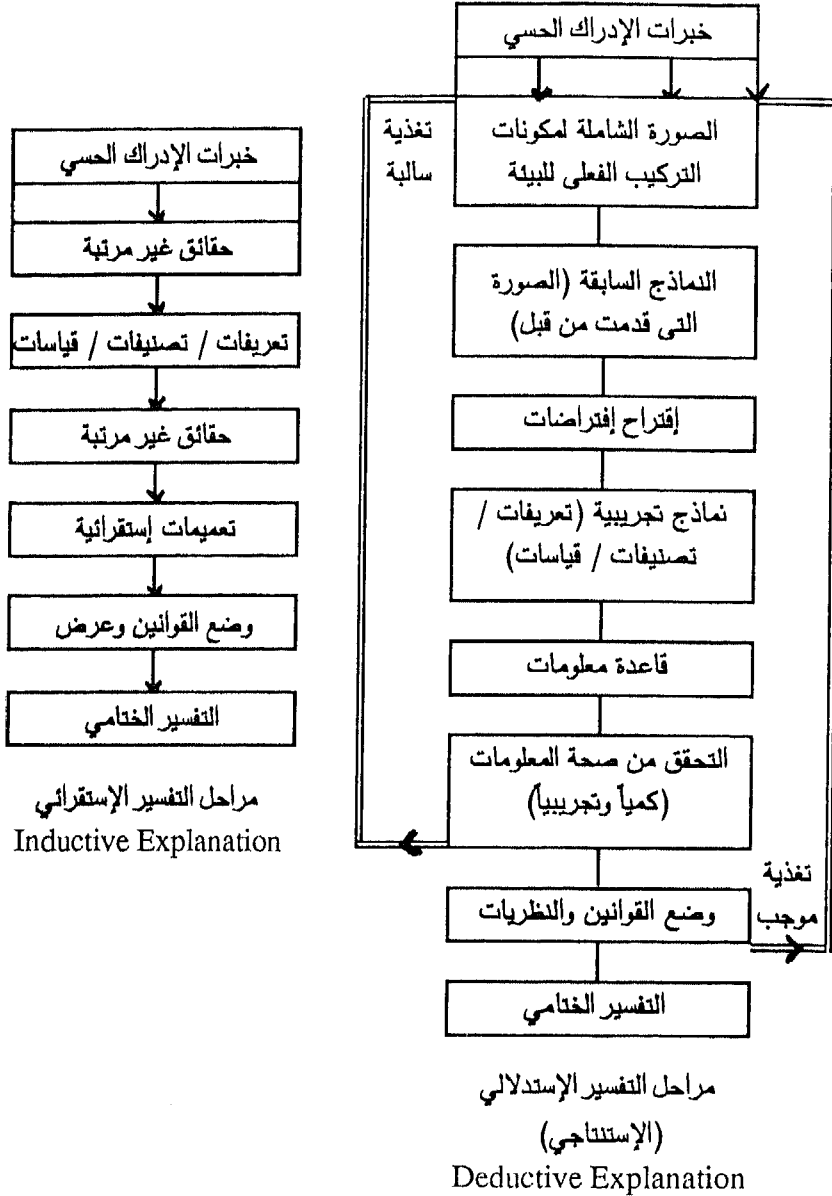 خبرات الإدراك الحسي
الصورة الشاملة لمكونات
التركيب الفعلى للبيئة
تغذية
سالبة
النماذج السابقة (الصورة
التى قدمت من قبل)
إقتراح إفتراضات
نماذج تجريبية (تعريفات /
تصنيفات / قياسات)
قاعدة معلومات
التحقق من صحة المعلومات
(كمياً وتجريبياً)
تغذية
موجب
وضع القوانين والنظريات
التفسير الختامي
مراحل التفسير الإستدلالي
(الإستنتاجي)
Deductive Explanation
خبرات الإدراك الحسي
حقائق غير مرتبة
تعريفات / تصنيفات / قياسات
حقائق غير مرتبة
تعميمات إستقرائية
وضع القوانين وعرض
التفسير الختامي
مراحل التفسير الإستقرائي
Inductive Explanation